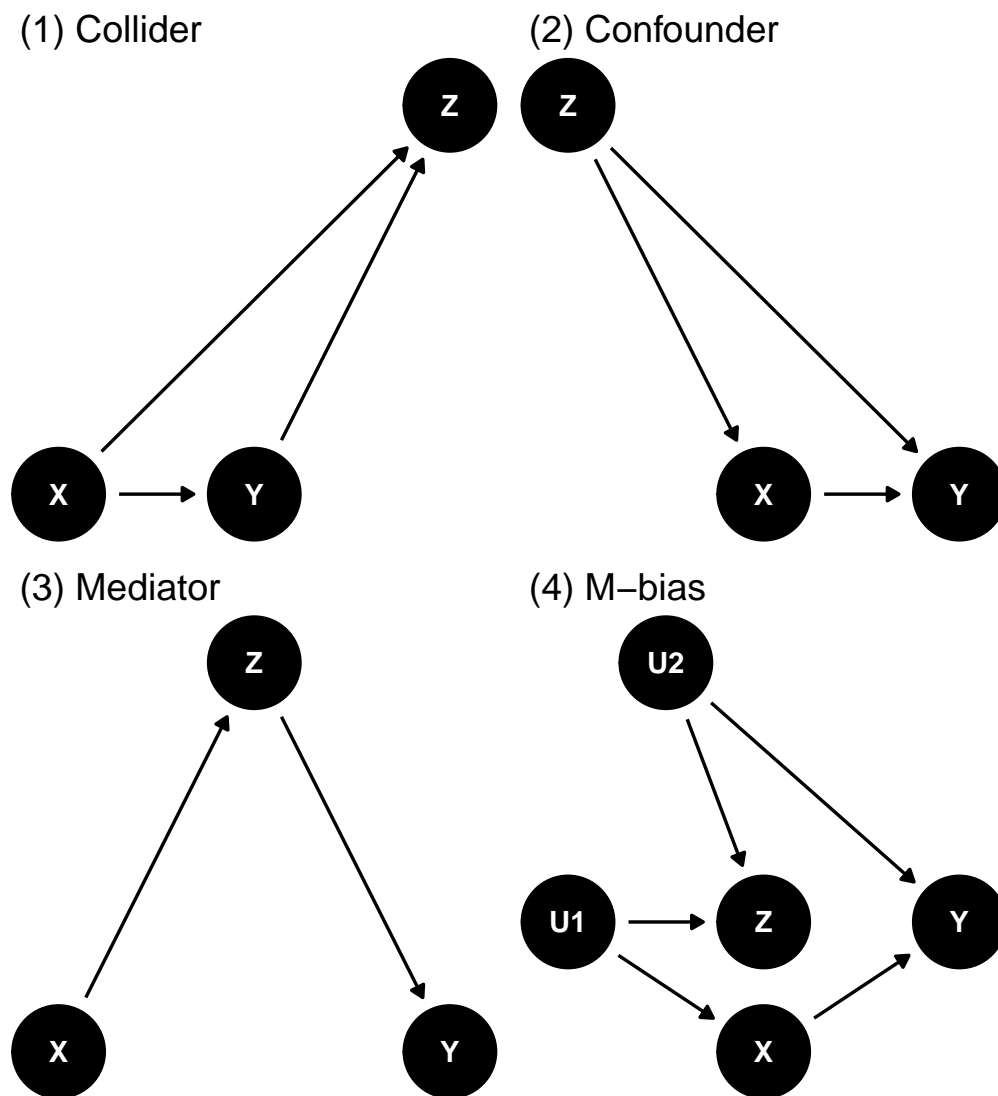 (1) Collider
Z
X
Y
(2) Confounder
Z
X
Y
(3) Mediator
Z
X
Y
(4) M−bias
U2
U1
Z
Y
X